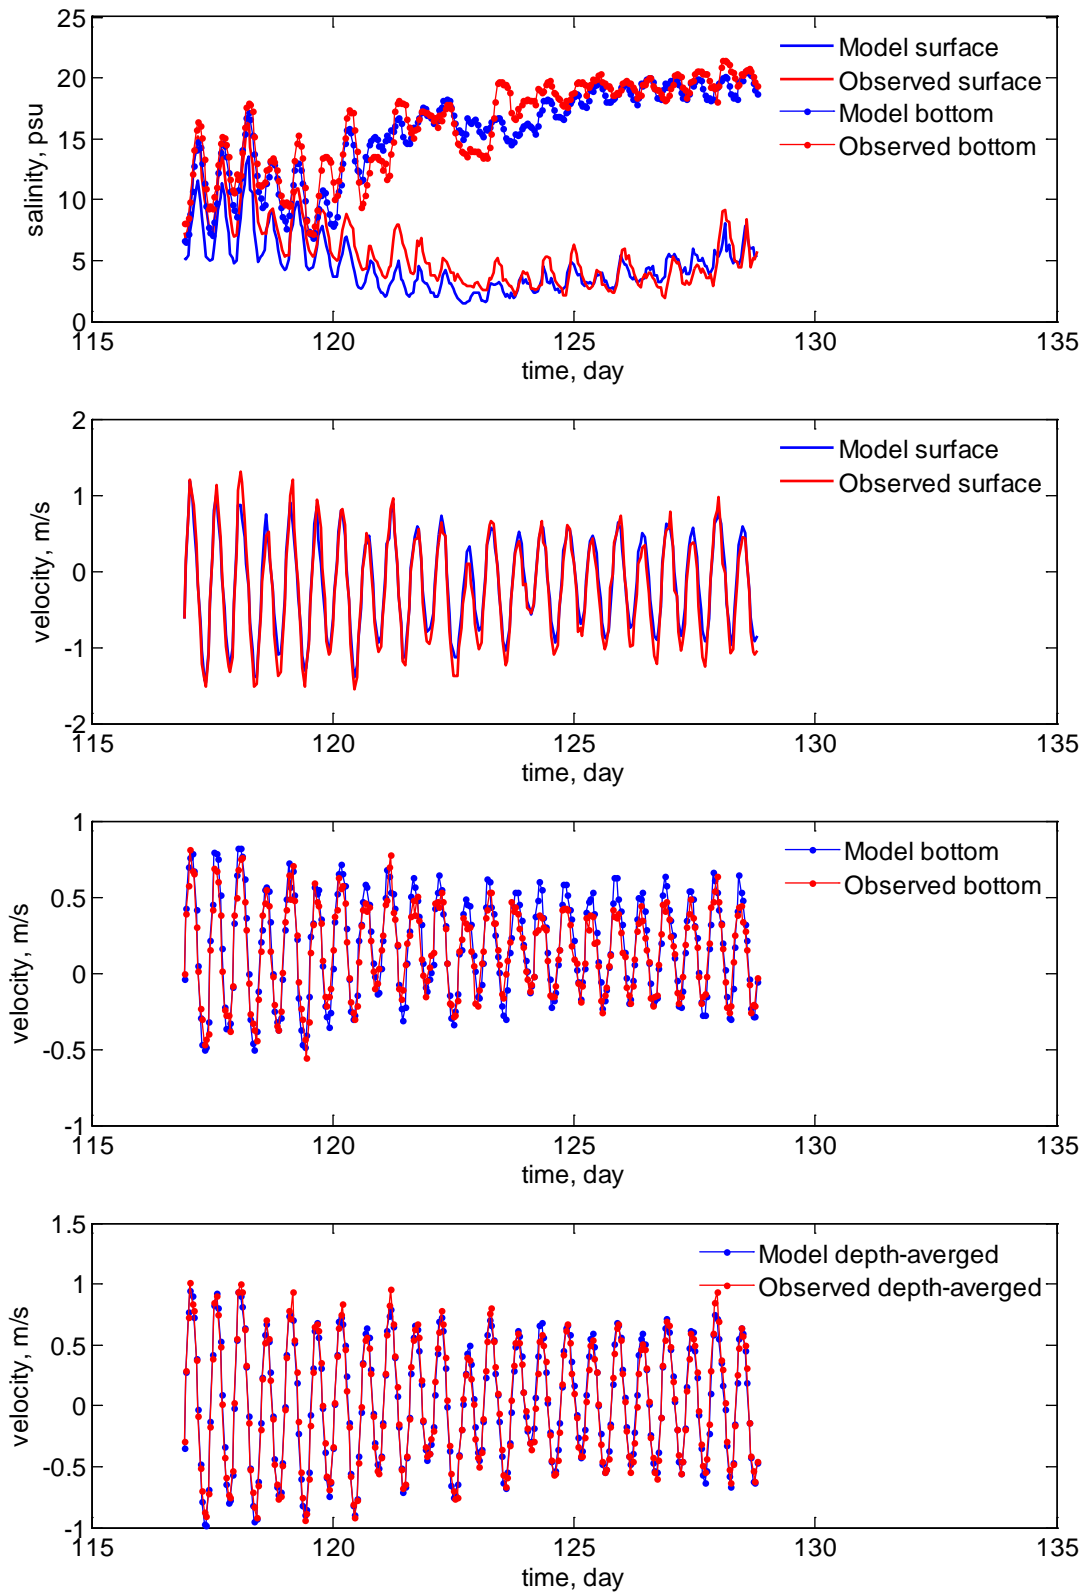 25
20
15
10
5
0
salinity, psu
Model surface
Observed surface
Model bottom
Observed bottom
115 120 125 130 135
time, day
2
1
0
-1
-2
velocity, m/s
Model surface
Observed surface
115 120 125 130 135
time, day
1
0.5
0
-0.5
-1
velocity, m/s
Model bottom
Observed bottom
115 120 125 130 135
time, day
1.5
1
0.5
0
-0.5
-1
velocity, m/s
Model depth-averged
Observed depth-averged
115 120 125 130 135
time, day